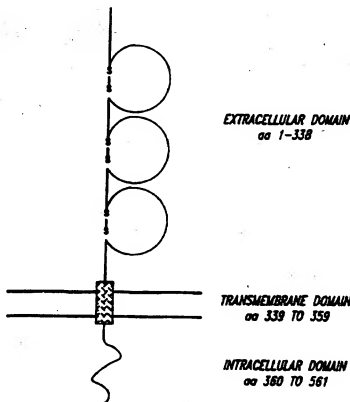 EXTRACELLULAR DOMAIN
aa 1-338
TRANSMEMBRANE DOMAIN
aa 339 TO 359
INTRACELLULAR DOMAIN
aa 360 TO 561